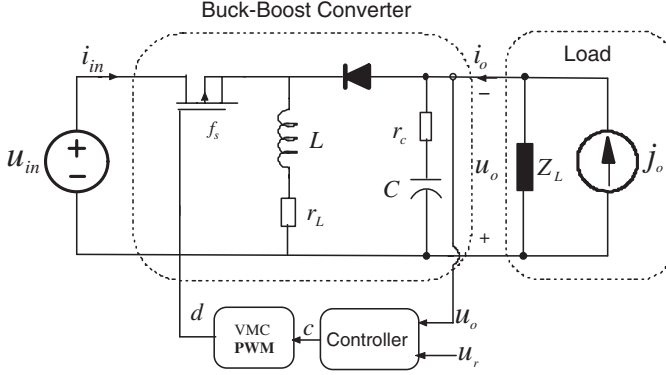 Buck-Boost Converter
i_in
i_o
Load
+
−
u_in
f_s
L
r_L
r_c
C
−
u_o
+
Z_L
j_o
d
VMC
PWM
c
Controller
u_o
u_r